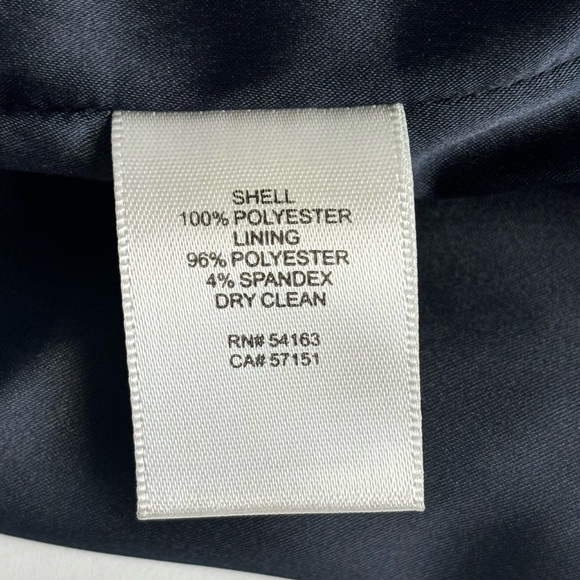 SHELL
100% POLYESTER
LINING
96% POLYESTER
4% SPANDEX
DRY CLEAN
RN# 54163
CA# 57151